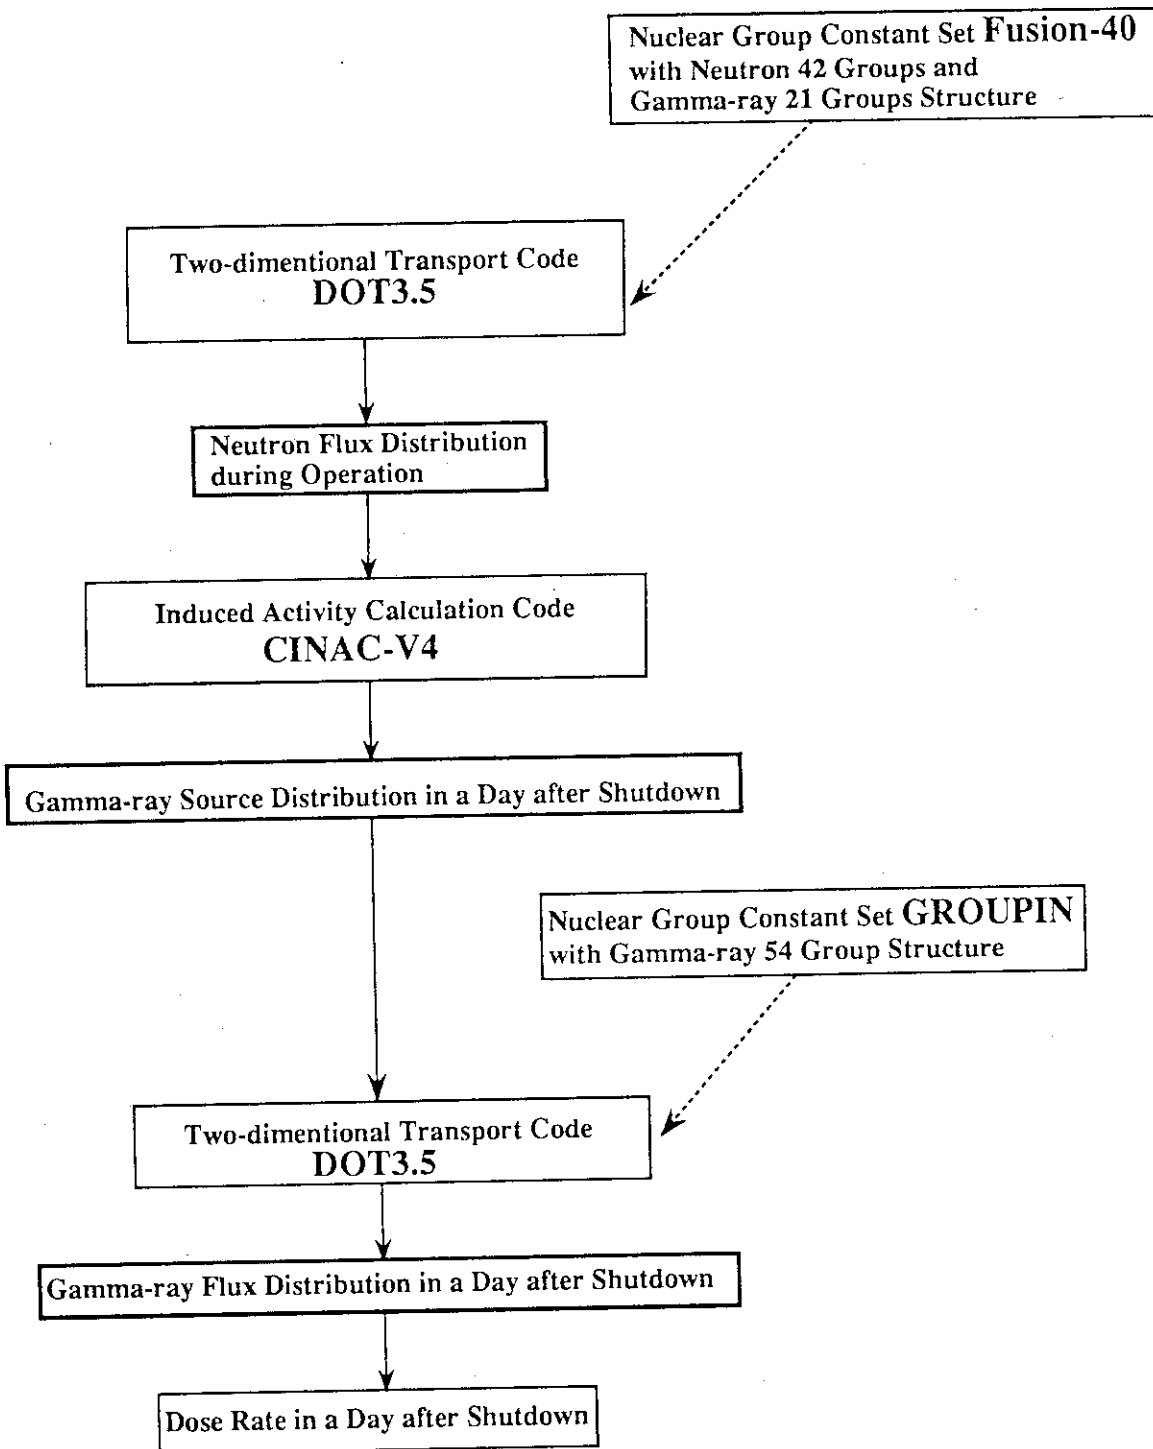 Nuclear Group Constant Set Fusion-40
with Neutron 42 Groups and
Gamma-ray 21 Groups Structure
Two-dimentional Transport Code
DOT3.5
Neutron Flux Distribution
during Operation
Induced Activity Calculation Code
CINAC-V4
Gamma-ray Source Distribution in a Day after Shutdown
Nuclear Group Constant Set GROUPIN
with Gamma-ray 54 Group Structure
Two-dimentional Transport Code
DOT3.5
Gamma-ray Flux Distribution in a Day after Shutdown
Dose Rate in a Day after Shutdown